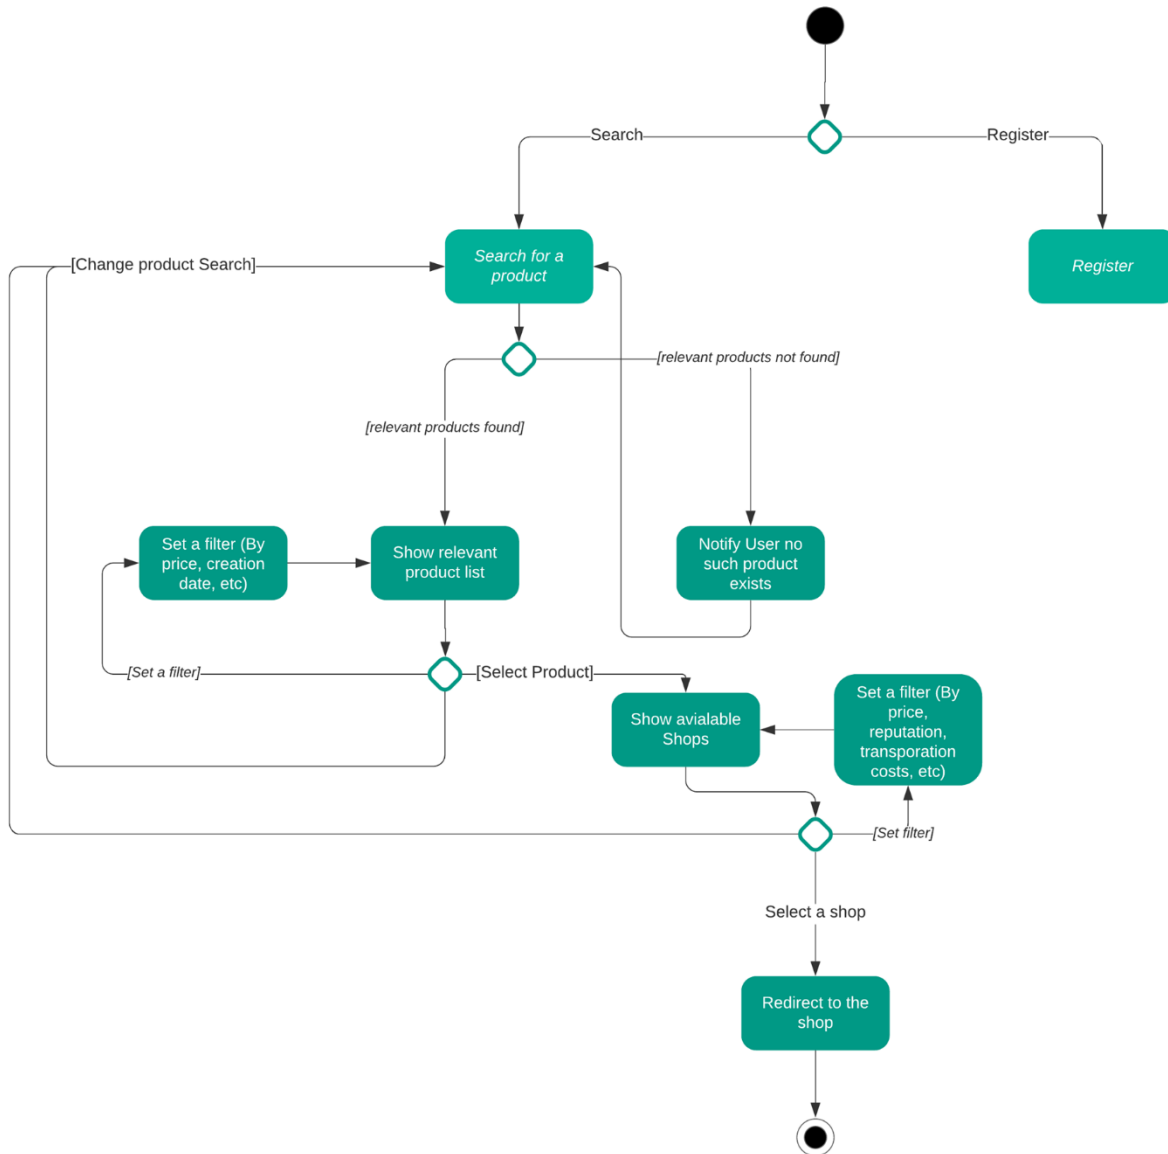 Search
Register
[Change product Search]
Search for a
product
Register
[relevant products not found]
[relevant products found]
Set a filter (By
price, creation
date, etc)
Show relevant
product list
Notify User no
such product
exists
[Set a filter]
[Select Product]
Show avialable
Shops
Set a filter (By
price,
reputation,
transporation
costs, etc)
[Set filter]
Select a shop
Redirect to the
shop